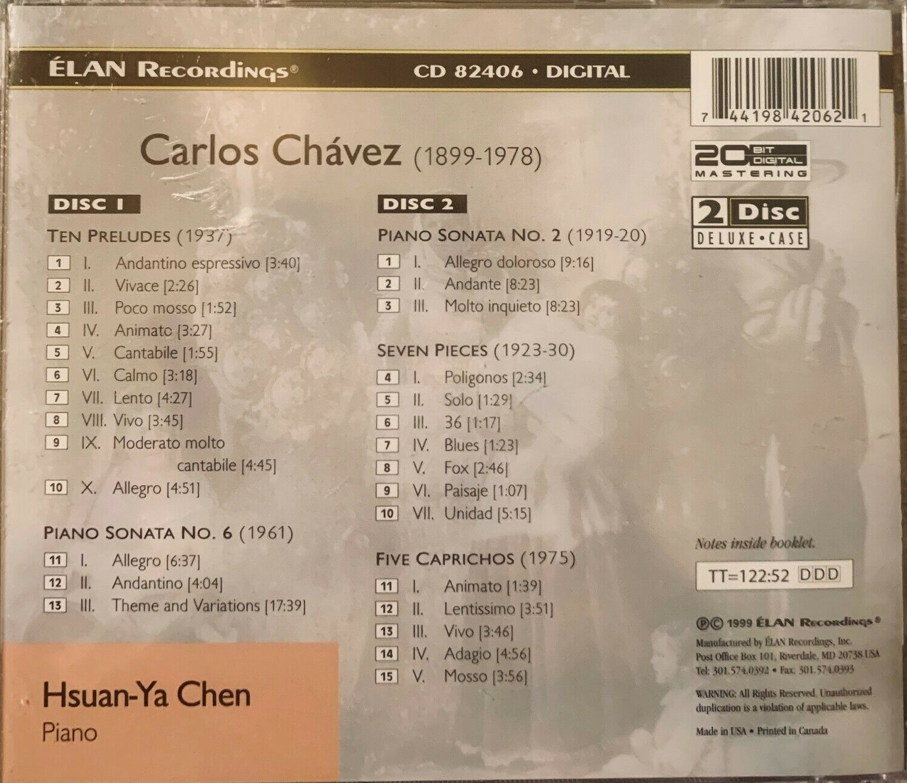 ÉLAN Recordings®
CD 82406 • DIGITAL
7 44198 42062 1
Carlos Chávez (1899-1978)
20 BIT DIGITAL
MASTERING
2 Disc
DELUXE • CASE
DISC 1
TEN PRELUDES (1937)
1 I. Andantino espressivo [3:40]
2 II. Vivace [2:26]
3 III. Poco mosso [1:52]
4 IV. Animato [3:27]
5 V. Cantabile [1:55]
6 VI. Calmo [3:18]
7 VII. Lento [4:27]
8 VIII. Vivo [3:45]
9 IX. Moderato molto
cantabile [4:45]
10 X. Allegro [4:51]
PIANO SONATA NO. 6 (1961)
11 I. Allegro [6:37]
12 II. Andantino [4:04]
13 III. Theme and Variations [17:39]
DISC 2
PIANO SONATA NO. 2 (1919-20)
1 I. Allegro doloroso [9:16]
2 II. Andante [8:23]
3 III. Molto inquieto [8:23]
SEVEN PIECES (1923-30)
4 I. Poligonos [2:34]
5 II. Solo [1:29]
6 III. 36 [1:17]
7 IV. Blues [1:23]
8 V. Fox [2:46]
9 VI. Paisaje [1:07]
10 VII. Unidad [5:15]
FIVE CAPRICHOS (1975)
11 I. Animato [1:39]
12 II. Lentissimo [3:51]
13 III. Vivo [3:46]
14 IV. Adagio [4:56]
15 V. Mosso [3:56]
Hsuan-Ya Chen
Piano
Notes inside booklet.
TT=122:52 DDD
℗© 1999 ÉLAN Recordings®
Manufactured by ÉLAN Recordings, Inc.
Post Office Box 101, Riverdale, MD 20738 USA
Tel: 301.574.0392 • Fax: 301.574.0393
WARNING: All Rights Reserved. Unauthorized
duplication is a violation of applicable laws.
Made in USA • Printed in Canada